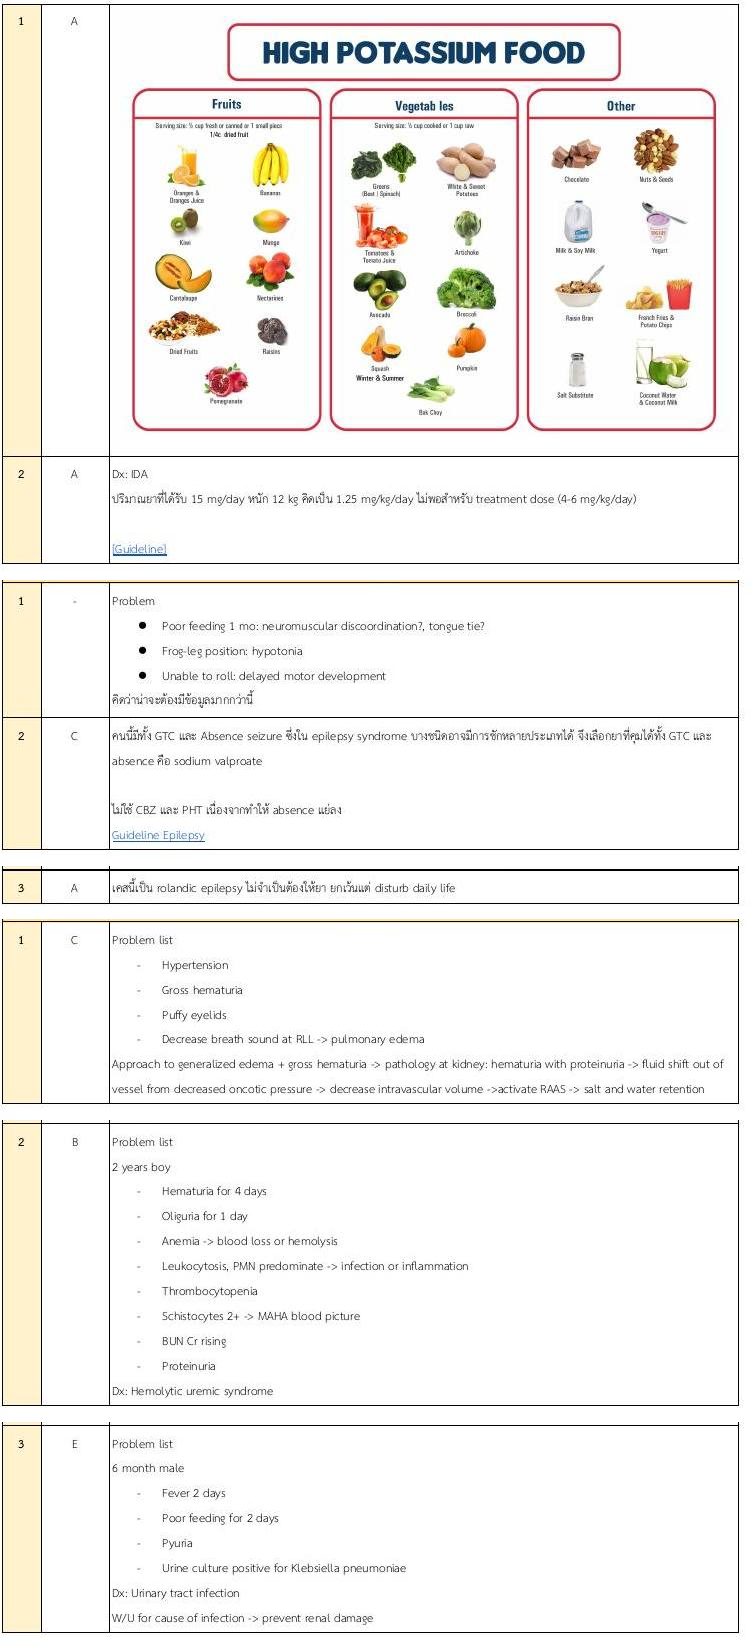 1 A
HIGH POTASSIUM FOOD
Fruits
Serving size: ½ cup fresh or canned or 1 small piece
1/4c dried fruit
Oranges &
Oranges Juice
Bananas
Kiwi
Mango
Cantaloupe
Nectarines
Dried Fruits
Raisins
Pomegranate
Vegetab les
Serving size: ½ cup cooked or 1 cup raw
Greens
(Beet | Spinach)
White & Sweet
Potatoes
Tomatoes &
Tomato Juice
Artichoke
Avocado
Broccoli
Squash
Winter & Summer
Pumpkin
Bak Choy
Other
Chocolate
Nuts & Seeds
Milk & Soy Milk
Yogurt
Raisin Bran
French Fries &
Potato Chips
Salt Substitute
Coconut Water
& Coconut Milk
2 A Dx: IDA
ปริมาณยาที่ได้รับ 15 mg/day หนัก 12 kg คิดเป็น 1.25 mg/kg/day ไม่พอสำหรับ treatment dose (4-6 mg/kg/day)
[Guideline]
1 - Problem
● Poor feeding 1 mo: neuromuscular discoordination?, tongue tie?
● Frog-leg position: hypotonia
● Unable to roll: delayed motor development
คิดว่าน่าจะต้องมีข้อมูลมากกว่านี้
2 C คนนี้มีทั้ง GTC และ Absence seizure ซึ่งใน epilepsy syndrome บางชนิดอาจมีการชักหลายประเภทได้ จึงเลือกยาที่คุมได้ทั้ง GTC และ
absence คือ sodium valproate
ไม่ใช้ CBZ และ PHT เนื่องจากทำให้ absence แย่ลง
Guideline Epilepsy
3 A เคสนี้เป็น rolandic epilepsy ไม่จำเป็นต้องให้ยา ยกเว้นแต่ disturb daily life
1 C Problem list
- Hypertension
- Gross hematuria
- Puffy eyelids
- Decrease breath sound at RLL -> pulmonary edema
Approach to generalized edema + gross hematuria -> pathology at kidney: hematuria with proteinuria -> fluid shift out of
vessel from decreased oncotic pressure -> decrease intravascular volume ->activate RAAS -> salt and water retention
2 B Problem list
2 years boy
- Hematuria for 4 days
- Oliguria for 1 day
- Anemia -> blood loss or hemolysis
- Leukocytosis, PMN predominate -> infection or inflammation
- Thrombocytopenia
- Schistocytes 2+ -> MAHA blood picture
- BUN Cr rising
- Proteinuria
Dx: Hemolytic uremic syndrome
3 E Problem list
6 month male
- Fever 2 days
- Poor feeding for 2 days
- Pyuria
- Urine culture positive for Klebsiella pneumoniae
Dx: Urinary tract infection
W/U for cause of infection -> prevent renal damage